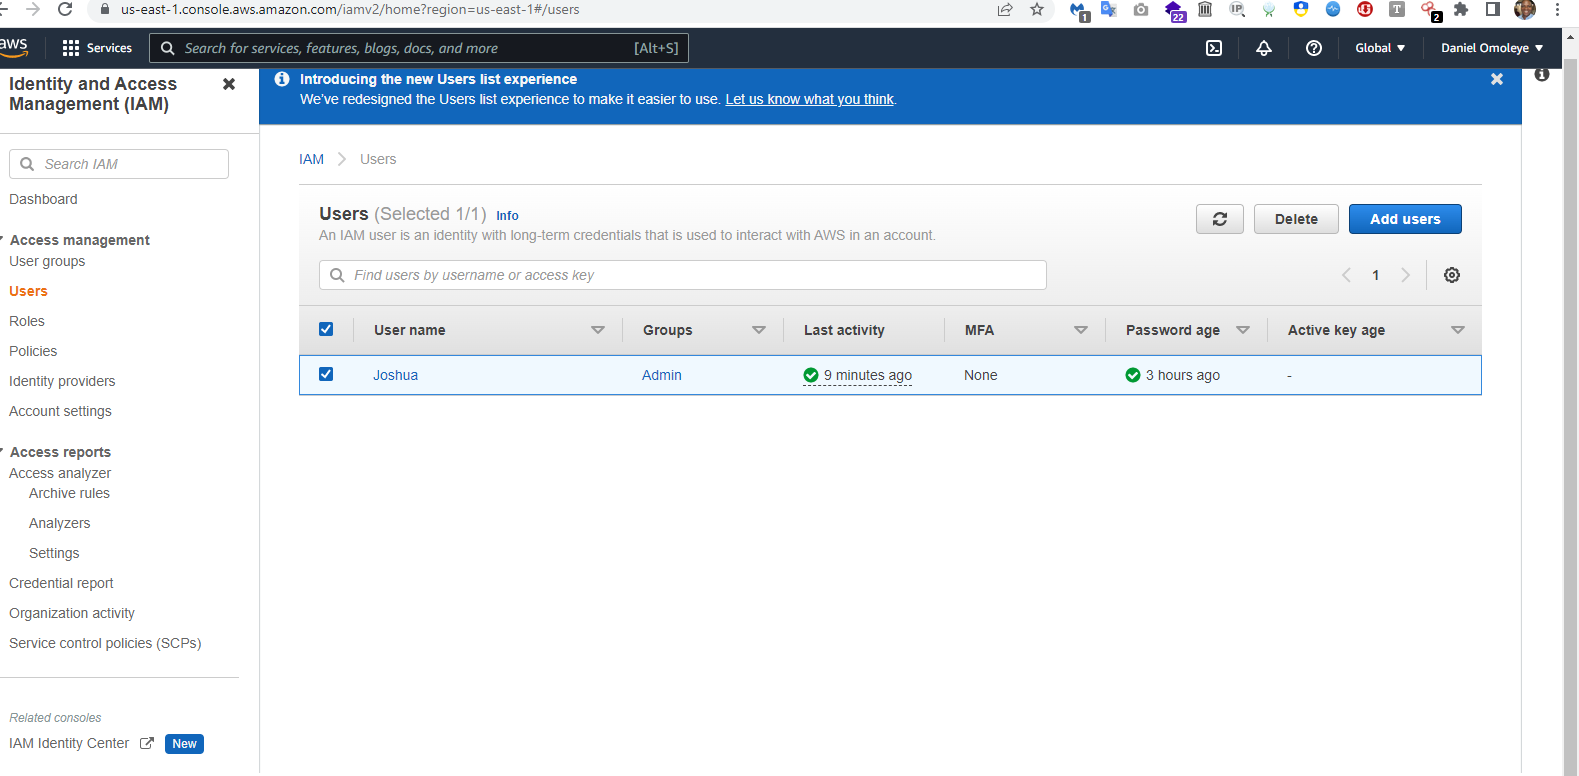 us-east-1.console.aws.amazon.com/iamv2/home?region=us-east-1#/users
1
22
IP
T
2
aws
Services
Search for services, features, blogs, docs, and more
[Alt+S]
Global
Daniel Omoleye
Identity and Access
Management (IAM)
Search IAM
Dashboard
Access management
User groups
Users
Roles
Policies
Identity providers
Account settings
Access reports
Access analyzer
Archive rules
Analyzers
Settings
Credential report
Organization activity
Service control policies (SCPs)
Related consoles
IAM Identity Center
New
Introducing the new Users list experience
We've redesigned the Users list experience to make it easier to use. Let us know what you think.
IAM
Users
Users (Selected 1/1) Info
An IAM user is an identity with long-term credentials that is used to interact with AWS in an account.
Delete
Add users
Find users by username or access key
1
User name
Groups
Last activity
MFA
Password age
Active key age
Joshua
Admin
9 minutes ago
None
3 hours ago
-